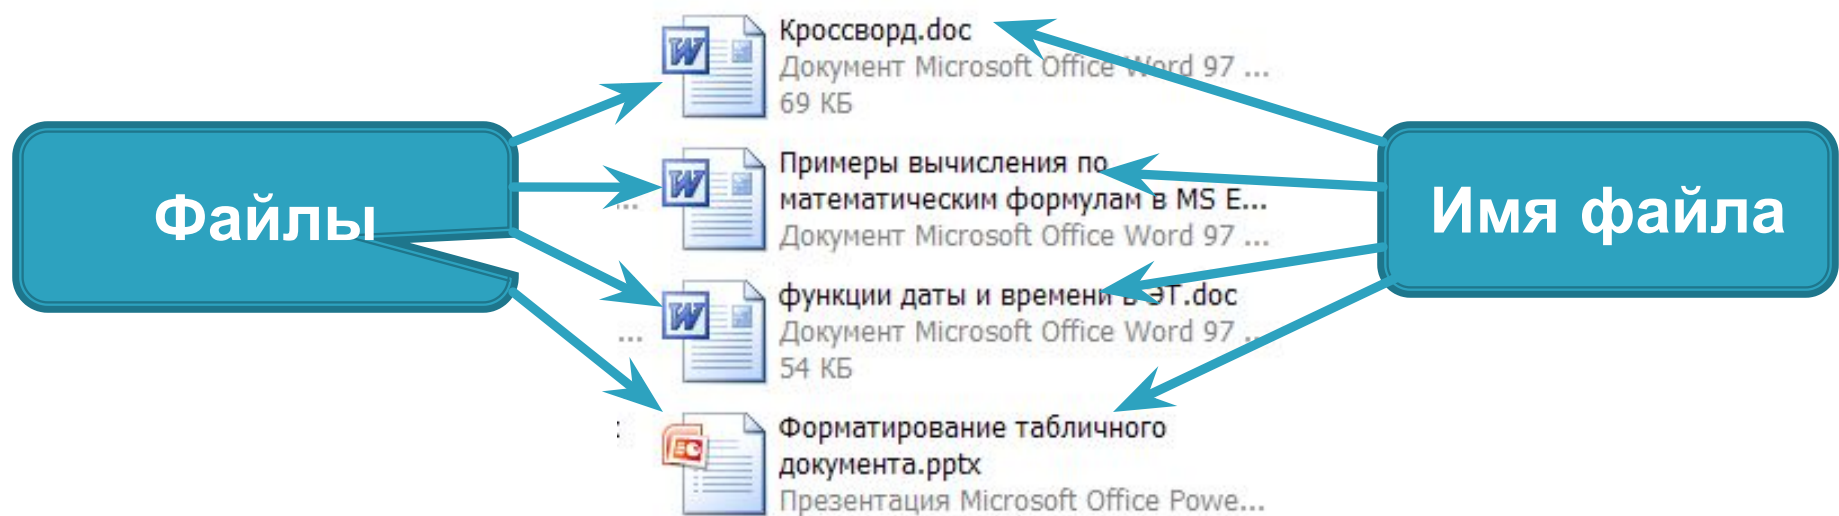 Файлы
Кроссворд.doc
Документ Microsoft Office Word 97 ...
69 КБ
Примеры вычисления по
математическим формулам в MS E...
Документ Microsoft Office Word 97 ...
функции даты и времени в ЭТ.doc
Документ Microsoft Office Word 97 ...
54 КБ
Форматирование табличного
документа.pptx
Презентация Microsoft Office Powe...
Имя файла